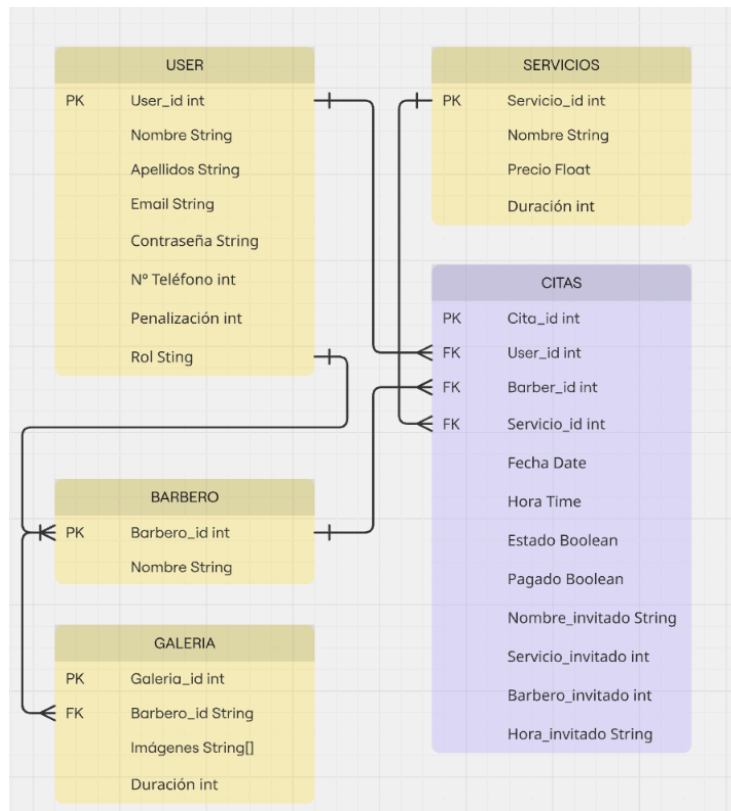 USER
PK User_id int
Nombre String
Apellidos String
Email String
Contraseña String
Nº Teléfono int
Penalización int
Rol Sting
SERVICIOS
PK Servicio_id int
Nombre String
Precio Float
Duración int
CITAS
PK Cita_id int
FK User_id int
FK Barber_id int
FK Servicio_id int
Fecha Date
Hora Time
Estado Boolean
Pagado Boolean
Nombre_invitado String
Servicio_invitado int
Barbero_invitado int
Hora_invitado String
BARBERO
PK Barbero_id int
Nombre String
GALERIA
PK Galeria_id int
FK Barbero_id String
Imágenes String[]
Duración int